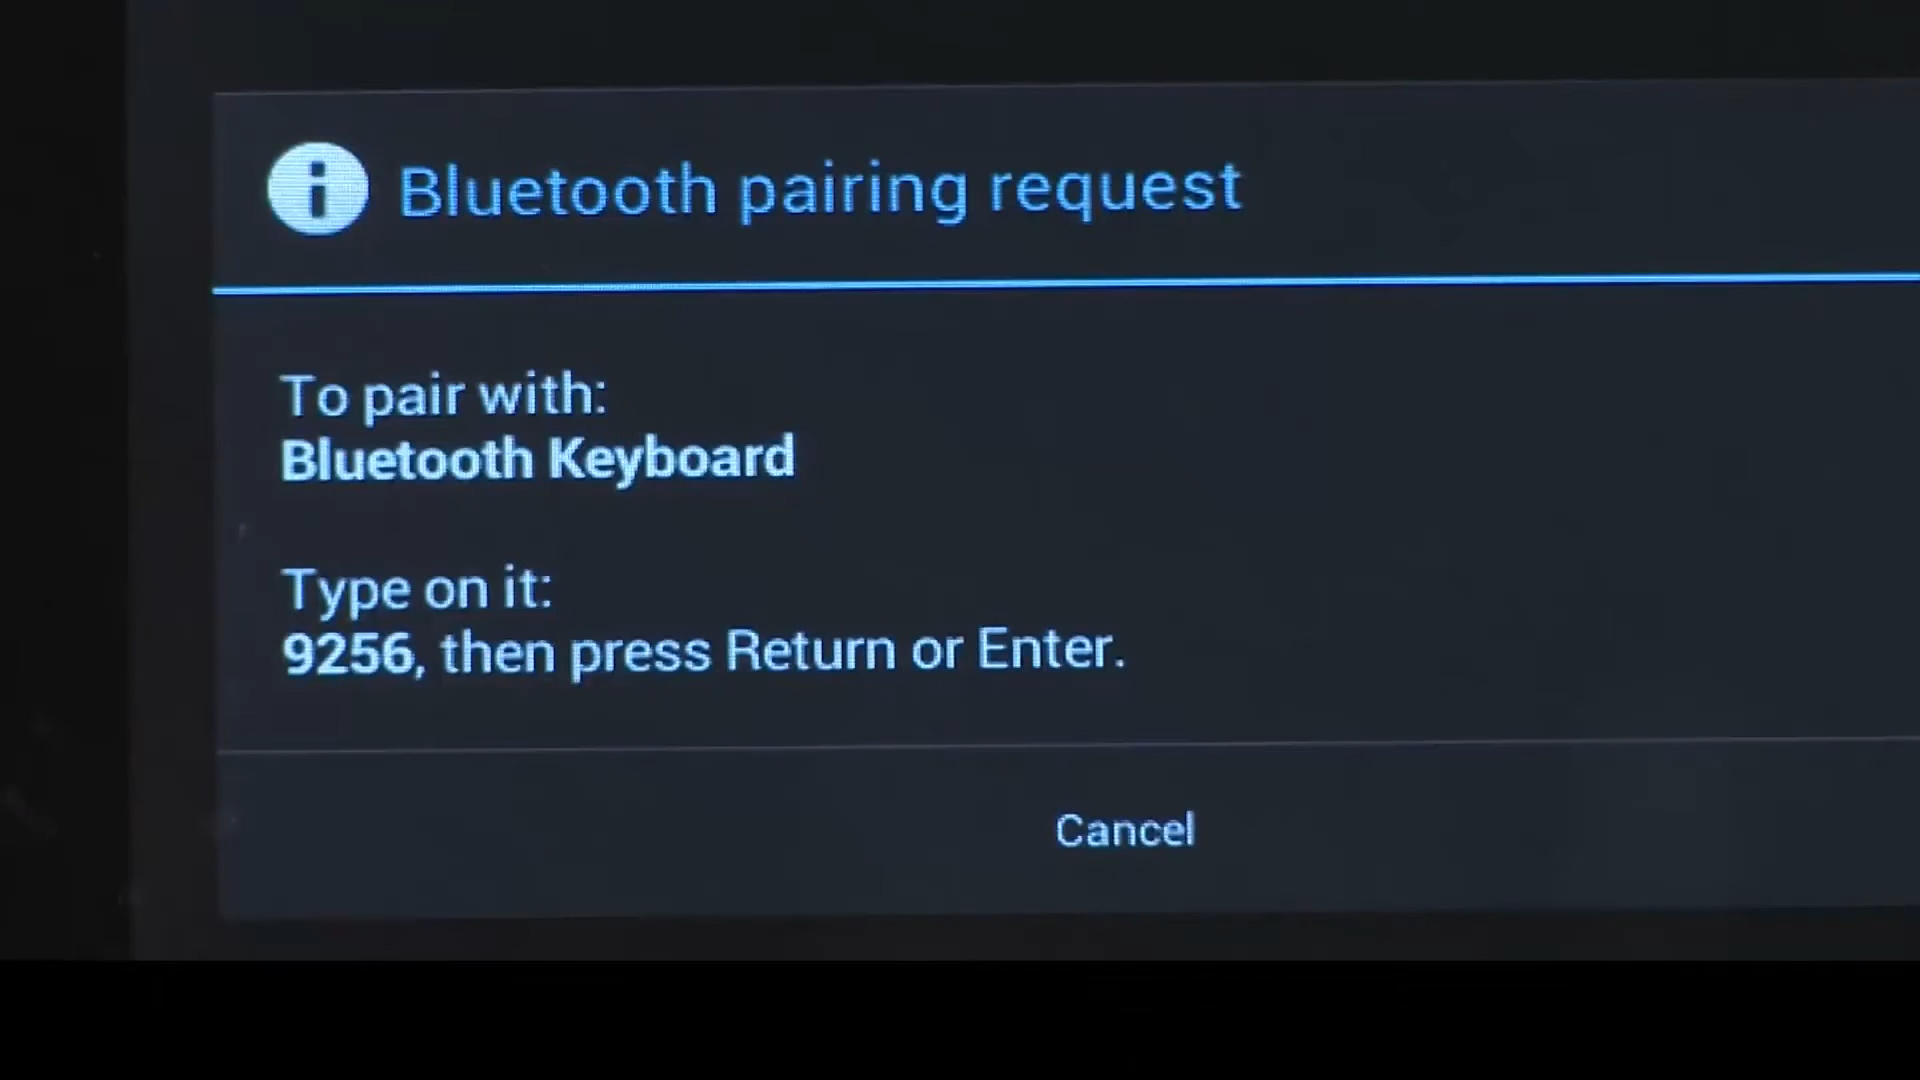 Bluetooth pairing request
To pair with:
Bluetooth Keyboard
Type on it:
9256, then press Return or Enter.
Cancel